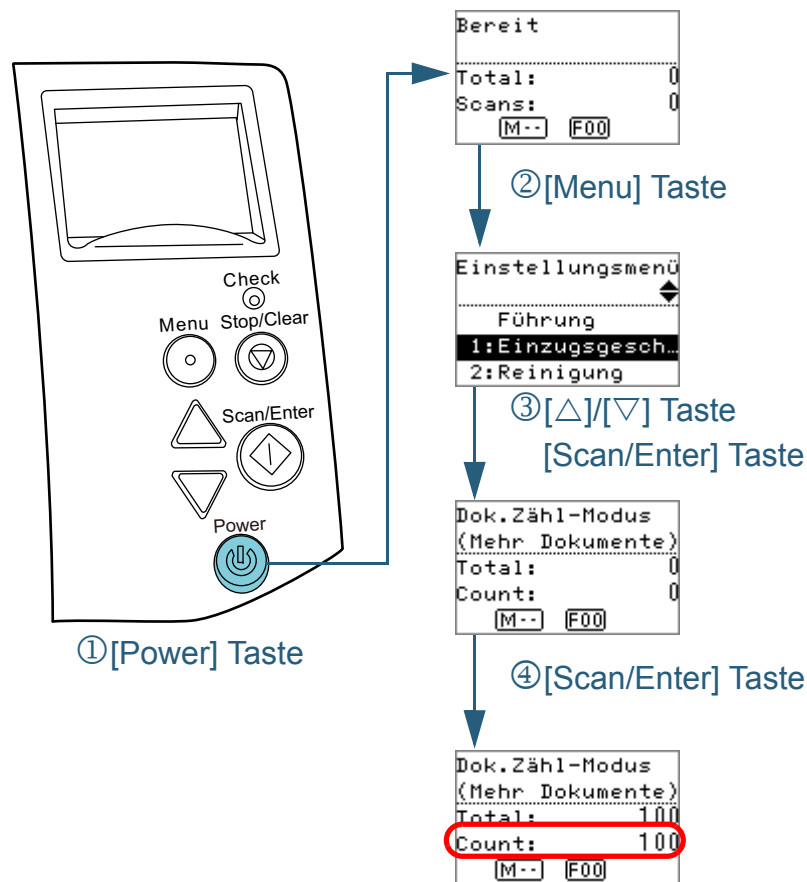 Check
Menu Stop/Clear
Scan/Enter
Power
①[Power] Taste
Bereit
Total: 0
Scans: 0
M-- F00
②[Menu] Taste
Einstellungsmenü
Führung
1:Einzugsgesch…
2:Reinigung
③[△]/[▽] Taste
[Scan/Enter] Taste
Dok.Zähl-Modus
(Mehr Dokumente)
Total: 0
Count: 0
M-- F00
④[Scan/Enter] Taste
Dok.Zähl-Modus
(Mehr Dokumente)
Total: 100
Count: 100
M-- F00